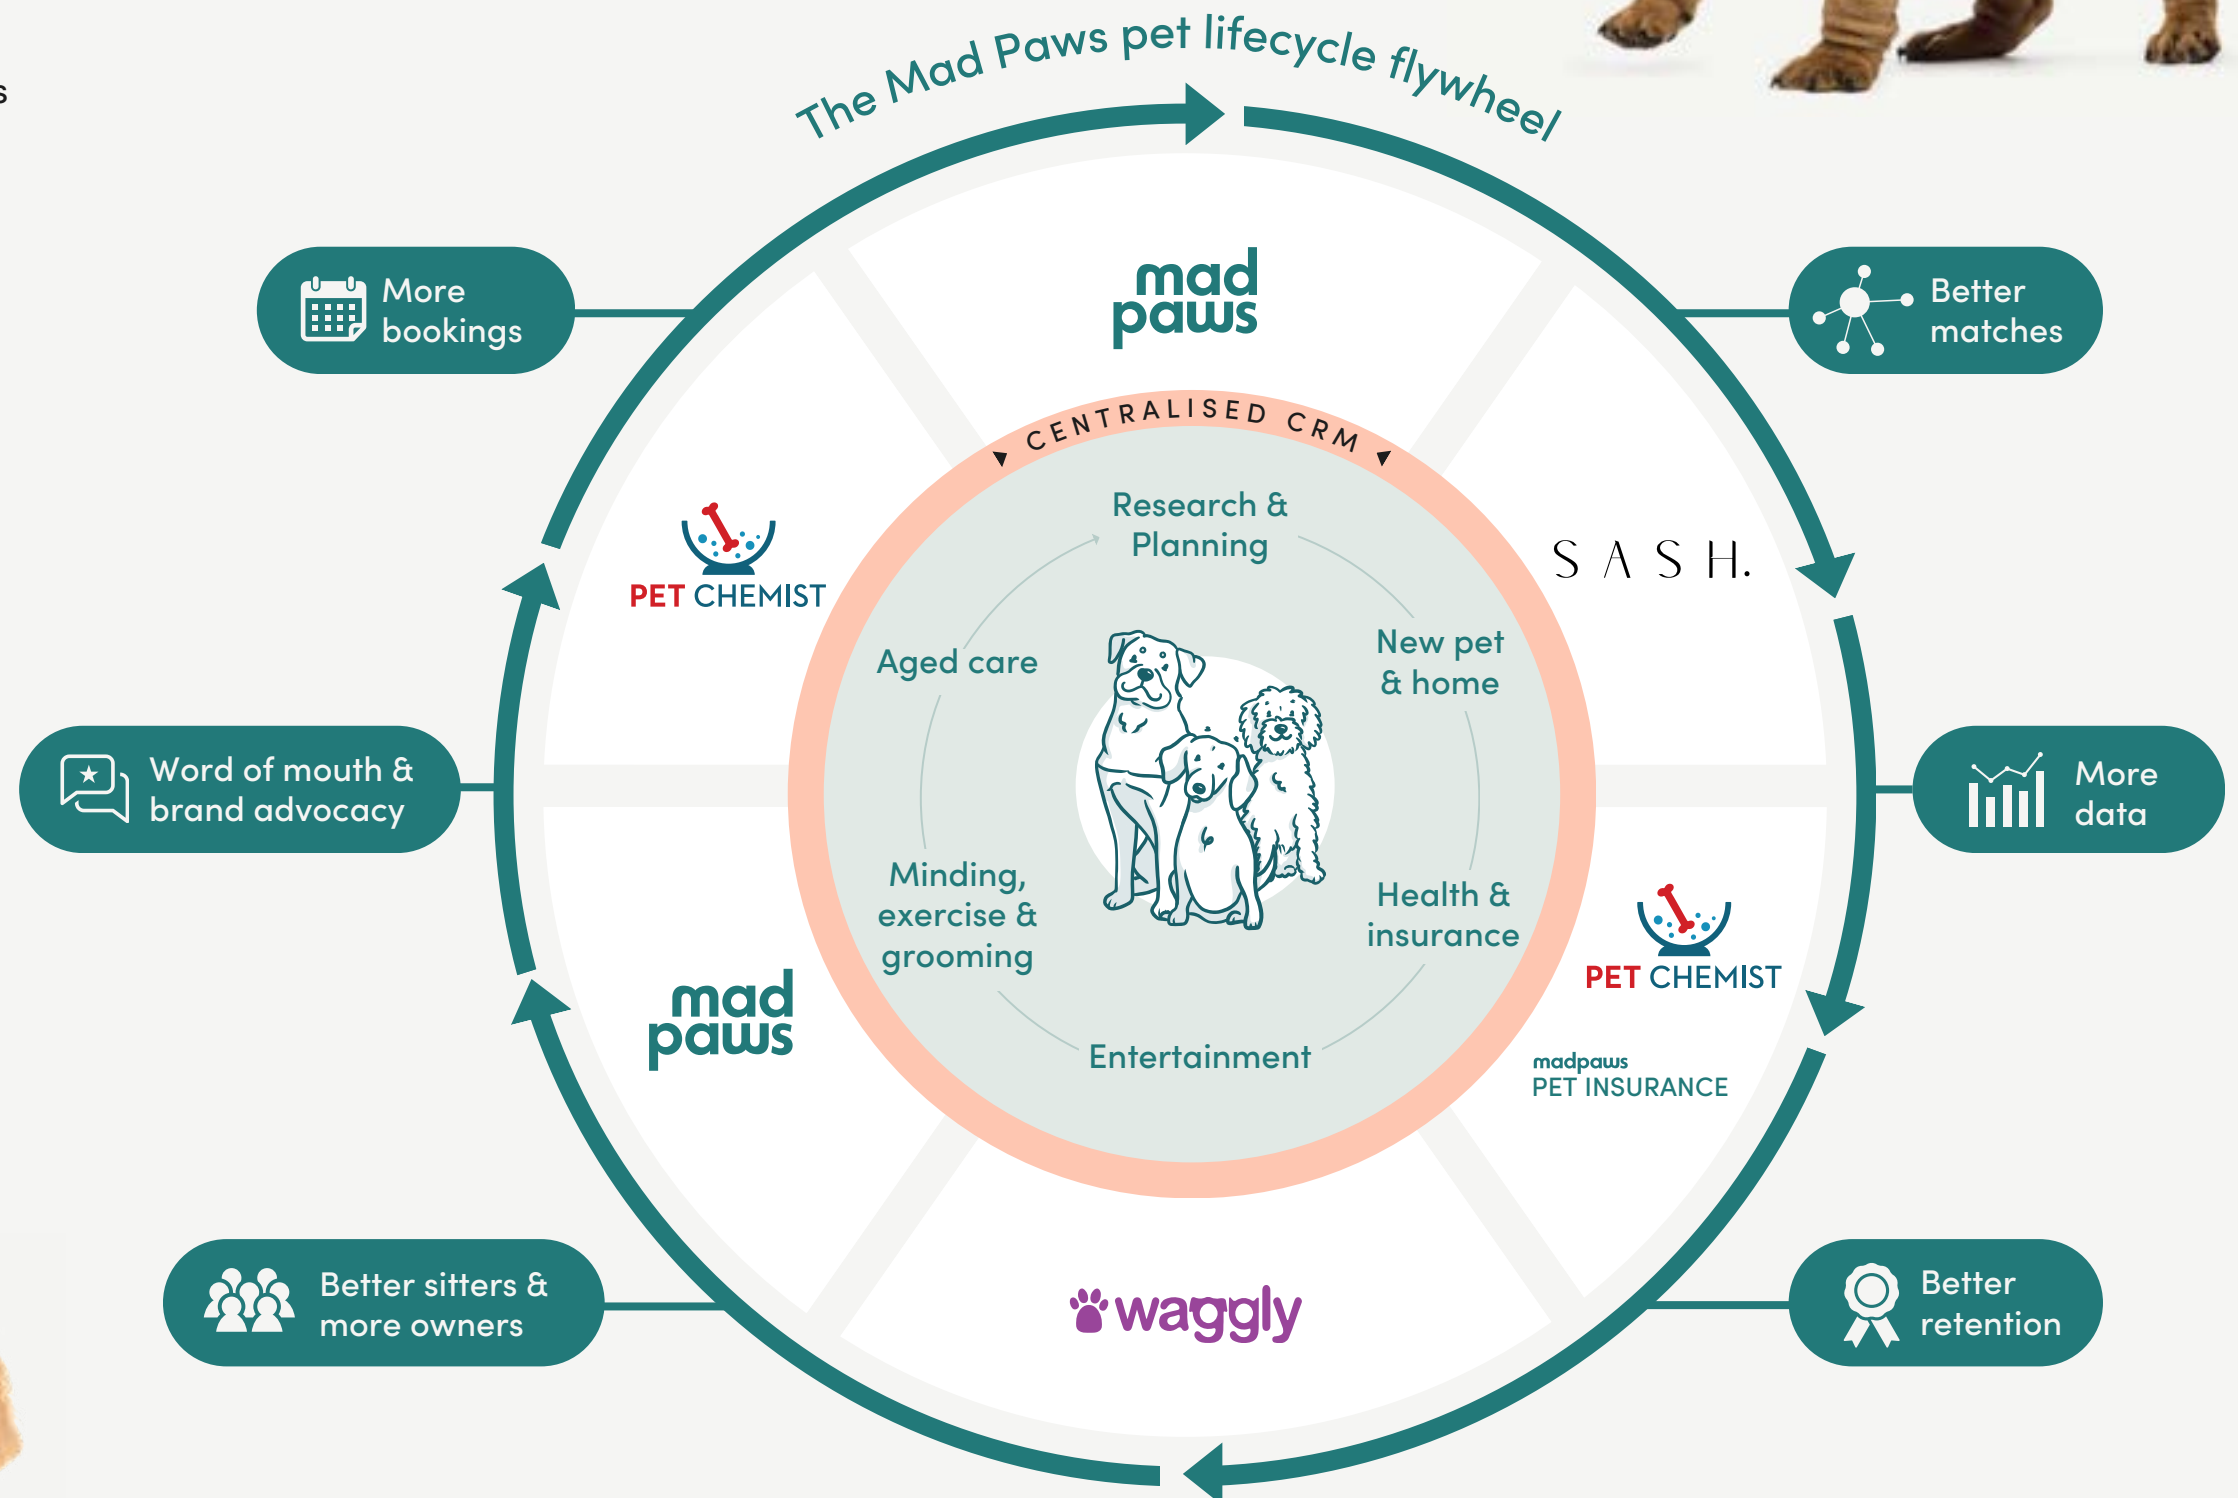 s
The Mad Paws pet lifecycle flywheel
More
bookings
Better
matches
mad
paws
CENTRALISED CRM
Research &
Planning
SASH.
PET CHEMIST
Aged care
New pet
& home
Word of mouth &
brand advocacy
More
data
Minding,
exercise &
grooming
Health &
insurance
PET CHEMIST
mad
paws
Entertainment
madpaws
PET INSURANCE
Better sitters &
more owners
waggly
Better
retention